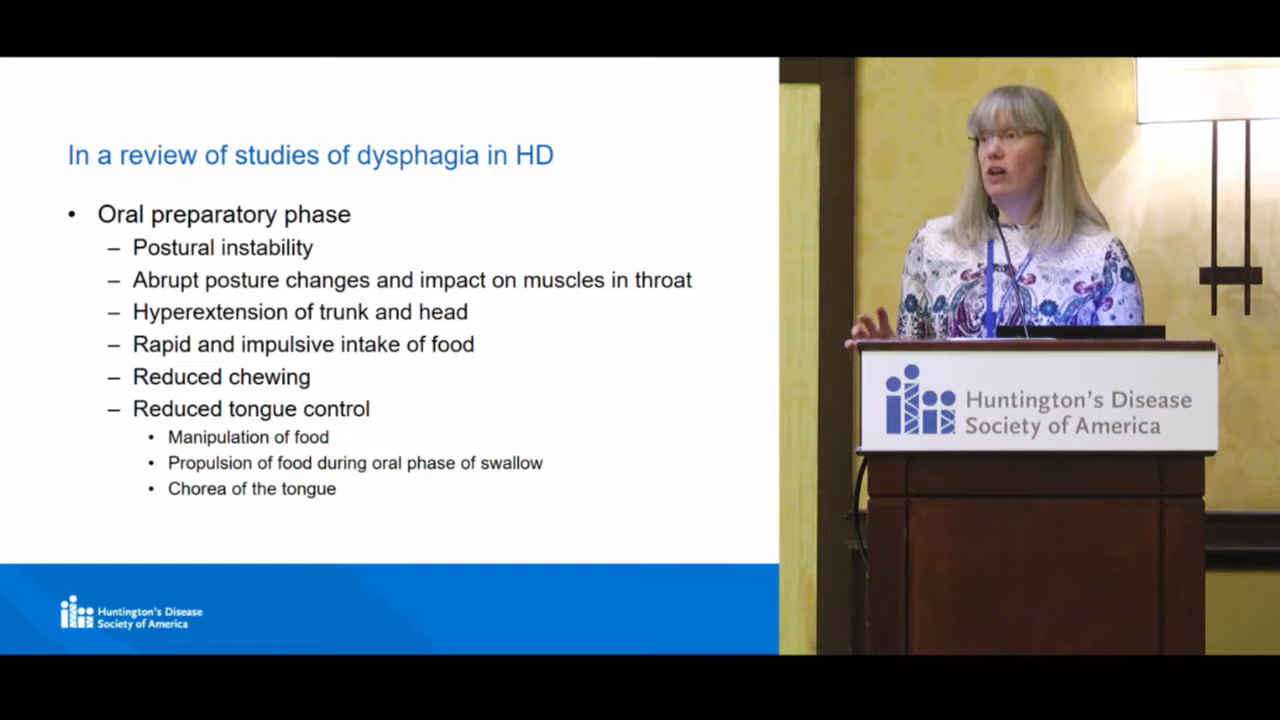 In a review of studies of dysphagia in HD
• Oral preparatory phase
– Postural instability
– Abrupt posture changes and impact on muscles in throat
– Hyperextension of trunk and head
– Rapid and impulsive intake of food
– Reduced chewing
– Reduced tongue control
• Manipulation of food
• Propulsion of food during oral phase of swallow
• Chorea of the tongue
Huntington's Disease
Society of America
Huntington's Disease
Society of America